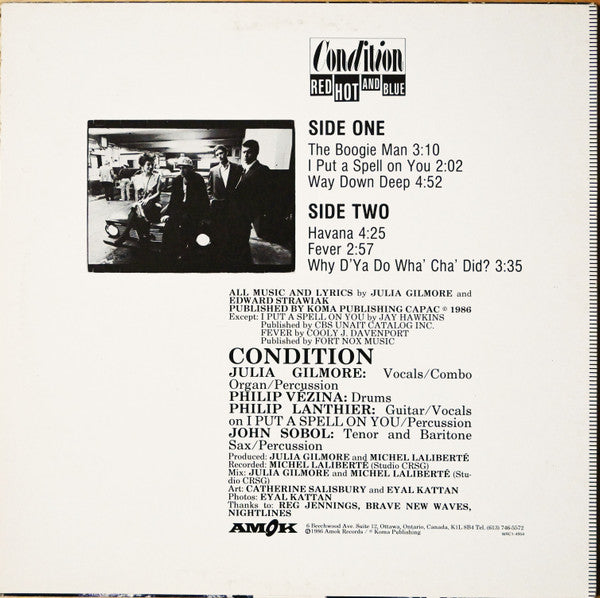 Condition
RED HOT AND BLUE
SIDE ONE
The Boogie Man 3:10
I Put a Spell on You 2:02
Way Down Deep 4:52
SIDE TWO
Havana 4:25
Fever 2:57
Why D'Ya Do Wha' Cha' Did? 3:35
ALL MUSIC AND LYRICS by JULIA GILMORE and
EDWARD STRAWIAK
PUBLISHED BY KOMA PUBLISHING CAPAC © 1986
Except: I PUT A SPELL ON YOU by JAY HAWKINS
Published by CBS UNAIT CATALOG INC.
FEVER by COOLY J. DAVENPORT
Published by FORT NOX MUSIC
CONDITION
JULIA GILMORE: Vocals/Combo
Organ/Percussion
PHILIP VÉZINA: Drums
PHILIP LANTHIER: Guitar/Vocals
on I PUT A SPELL ON YOU/Percussion
JOHN SOBOL: Tenor and Baritone
Sax/Percussion
Produced: JULIA GILMORE and MICHEL LALIBERTÉ
Recorded: MICHEL LALIBERTÉ (Studio CRSG)
Mix: JULIA GILMORE and MICHEL LALIBERTÉ (Stu-
dio CRSG)
Art: CATHERINE SALISBURY and EYAL KATTAN
Photos: EYAL KATTAN
Thanks to: REG JENNINGS, BRAVE NEW WAVES,
NIGHTLINES
AMOK
6 Beechwood Ave. Suite 12, Ottawa, Ontario, Canada, K1L 8B4 Tel. (613) 746-5572
℗ 1986 Amok Records / ® Koma Publishing